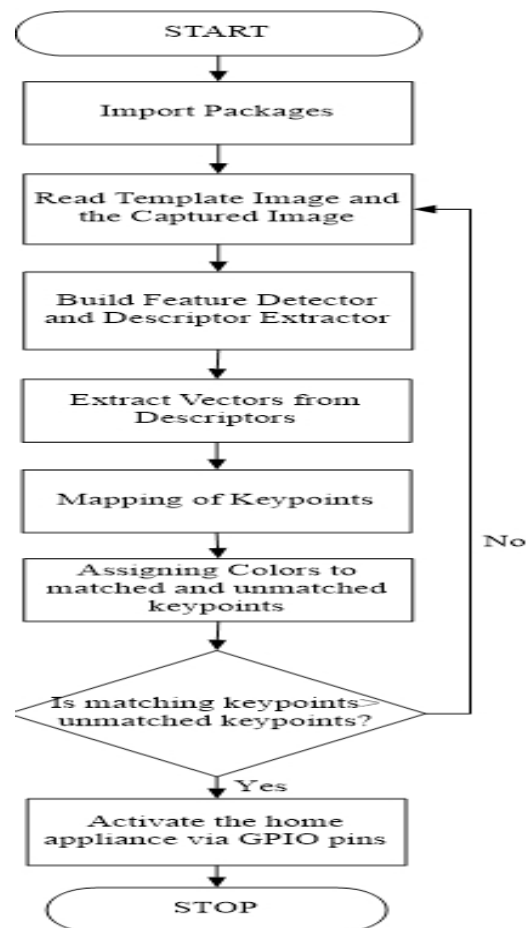 START
Import Packages
Read Template Image and
the Captured Image
Build Feature Detector
and Descriptor Extractor
Extract Vectors from
Descriptors
Mapping of Keypoints
No
Assigning Colors to
matched and unmatched
keypoints
Is matching keypoints>
unmatched keypoints?
Yes
Activate the home
appliance via GPIO pins
STOP